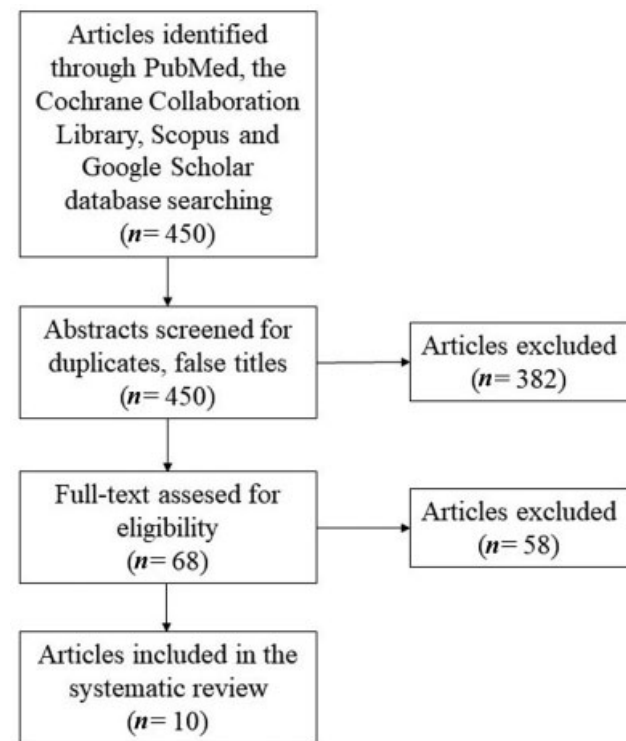 Articles identified
through PubMed, the
Cochrane Collaboration
Library, Scopus and
Google Scholar
database searching
(n= 450)
Abstracts screened for
duplicates, false titles
(n= 450)
Articles excluded
(n= 382)
Full-text assesed for
eligibility
(n= 68)
Articles excluded
(n= 58)
Articles included in the
systematic review
(n= 10)